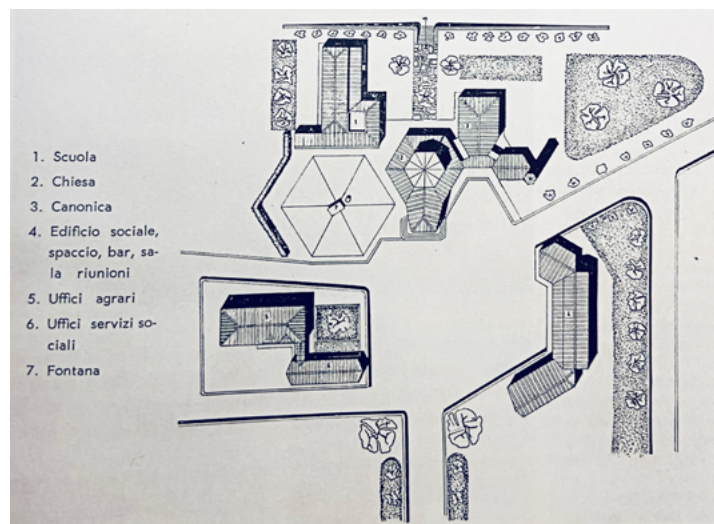 1. Scuola
2. Chiesa
3. Canonica
4. Edificio sociale,
spaccio, bar, sa-
la riunioni
5. Uffici agrari
6. Uffici servizi so-
ciali
7. Fontana